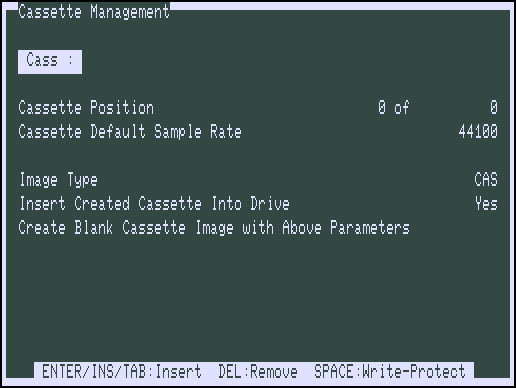 Cassette Management
Cass :
Cassette Position 0 of 0
Cassette Default Sample Rate 44100
Image Type CAS
Insert Created Cassette Into Drive Yes
Create Blank Cassette Image with Above Parameters
ENTER/INS/TAB:Insert DEL:Remove SPACE:Write-Protect